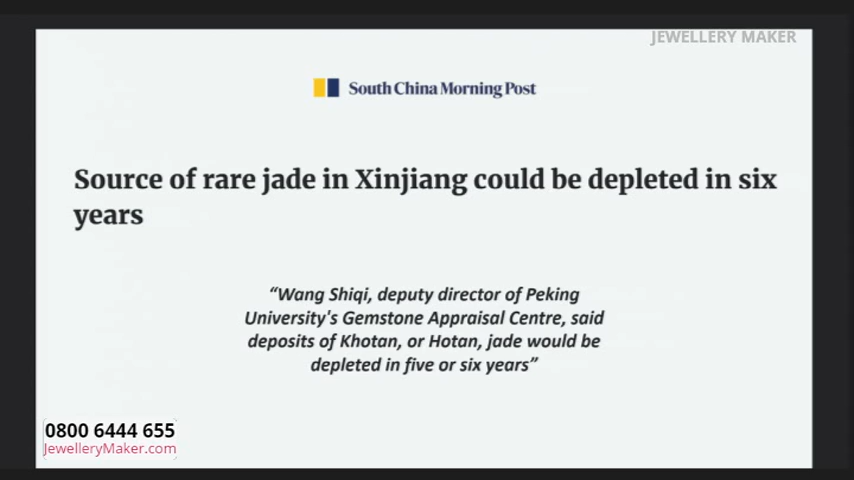 JEWELLERY MAKER
South China Morning Post
Source of rare jade in Xinjiang could be depleted in six
years
“Wang Shiqi, deputy director of Peking
University's Gemstone Appraisal Centre, said
deposits of Khotan, or Hotan, jade would be
depleted in five or six years”
0800 6444 655
JewelleryMaker.com